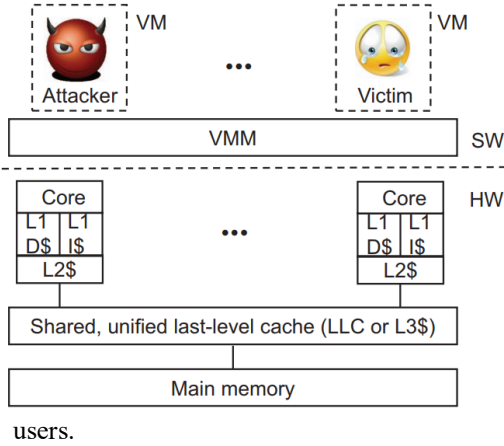 VM VM
Attacker ... Victim
VMM
SW
HW
Core Core
L1 L1 ... L1 L1
D$ I$ D$ I$
L2$ L2$
Shared, unified last-level cache (LLC or L3$)
Main memory
users.